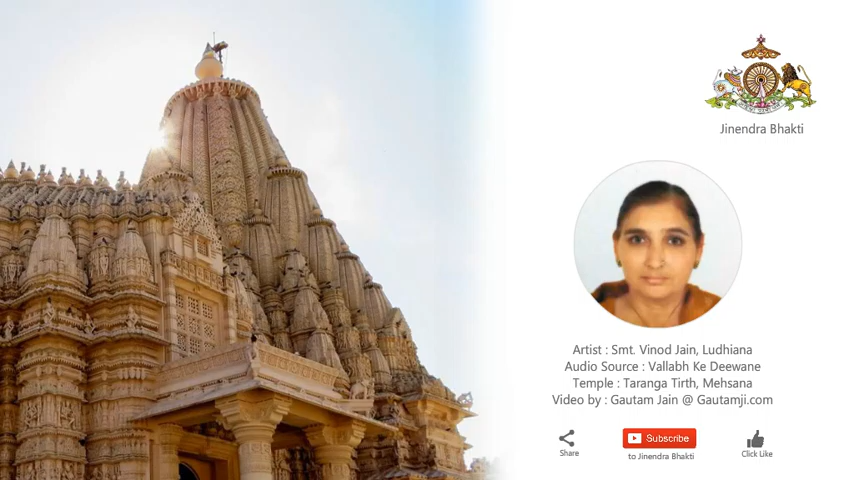 Jinendra Bhakti
Artist : Smt. Vinod Jain, Ludhiana
Audio Source : Vallabh Ke Deewane
Temple : Taranga Tirth, Mehsana
Video by : Gautam Jain @ Gautamji.com
Share
Subscribe
to Jinendra Bhakti
Click Like